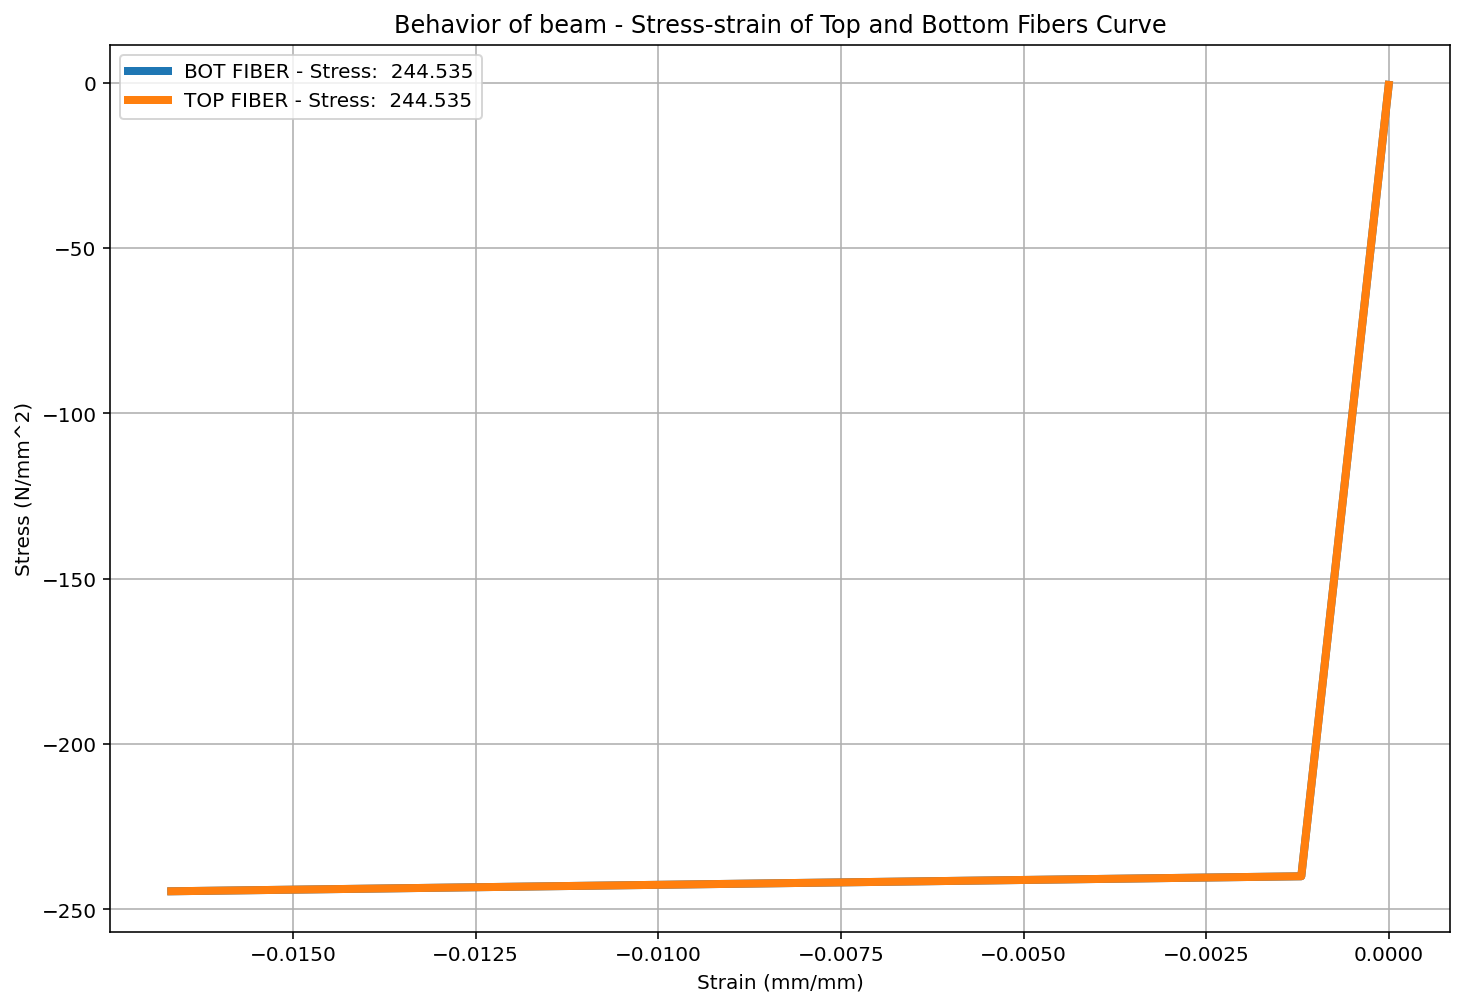 Behavior of beam - Stress-strain of Top and Bottom Fibers Curve
BOT FIBER - Stress:  244.535
TOP FIBER - Stress:  244.535
0
−50
−100
−150
−200
−250
Stress (N/mm^2)
−0.0150
−0.0125
−0.0100
−0.0075
−0.0050
−0.0025
0.0000
Strain (mm/mm)